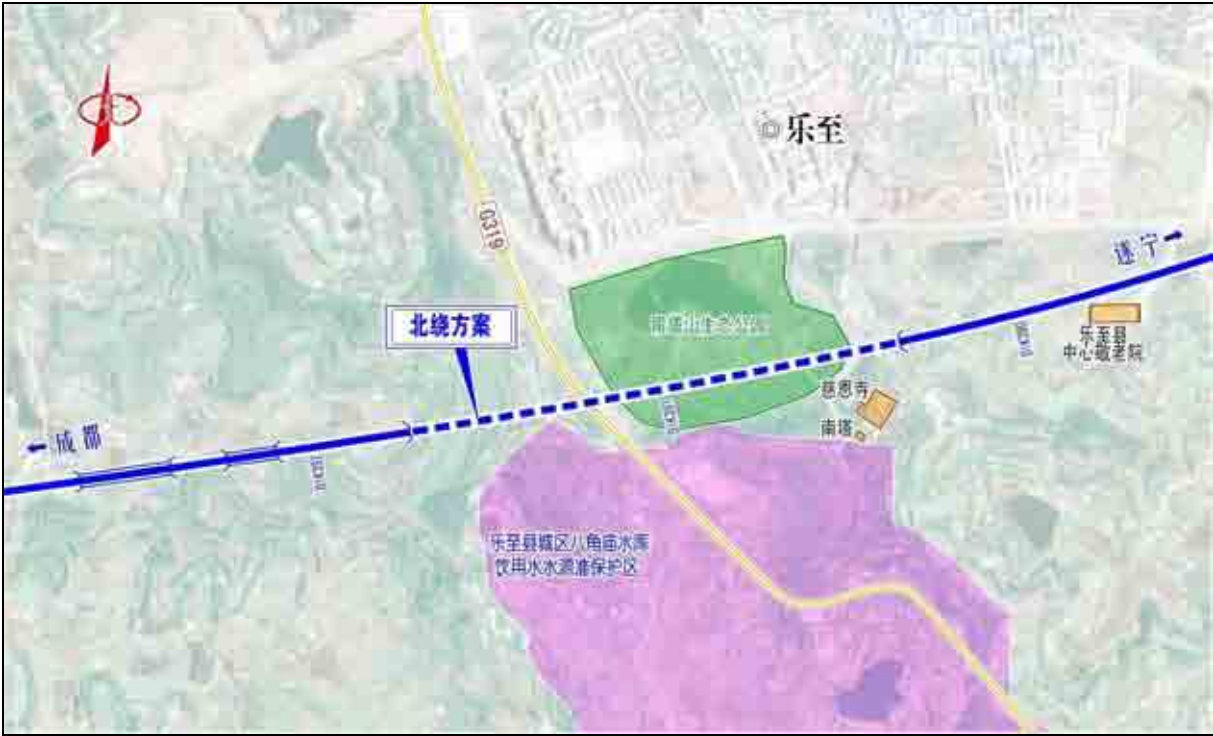 乐至
G319
遂宁
北绕方案
乐至县
中心敬老院
慈恩寺
南塔
成都
乐至县城区八角庙水库
饮用水水源准保护区